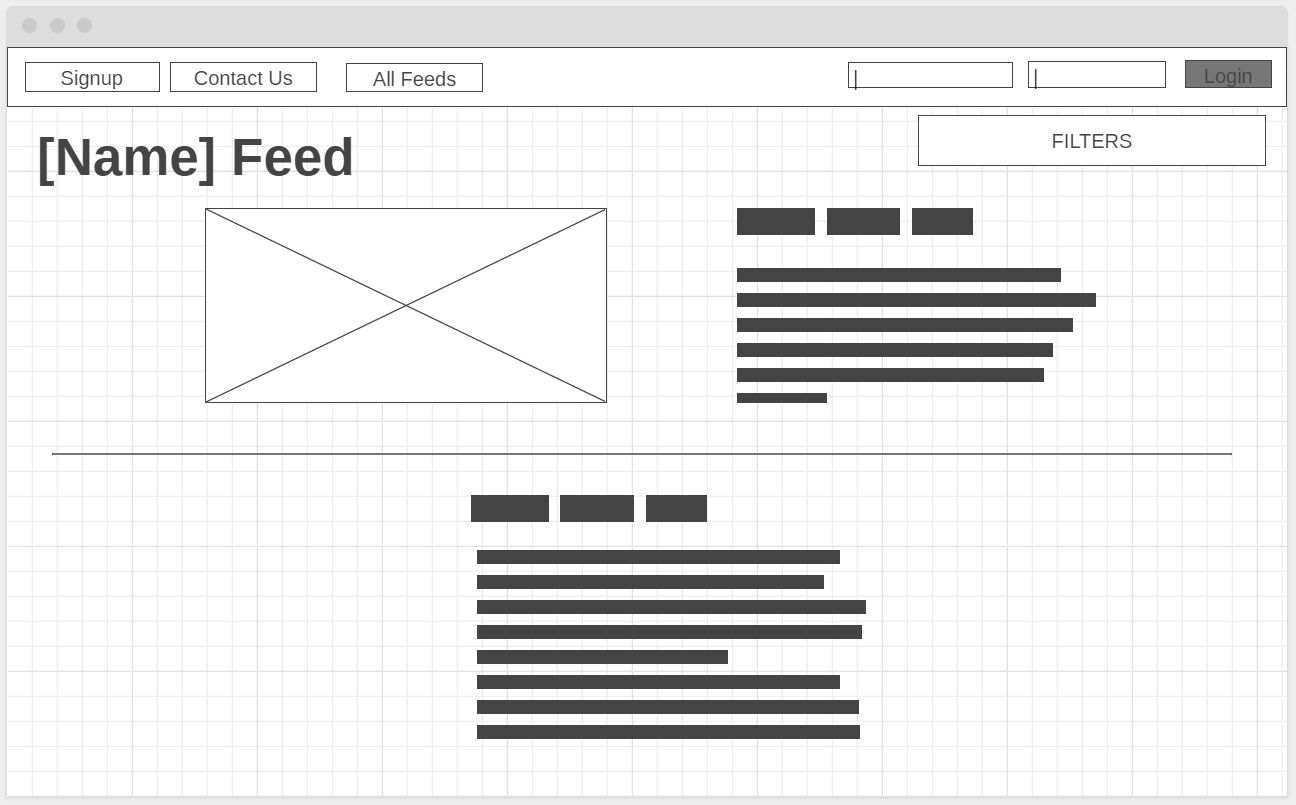 Signup Contact Us All Feeds Login
FILTERS
[Name] Feed